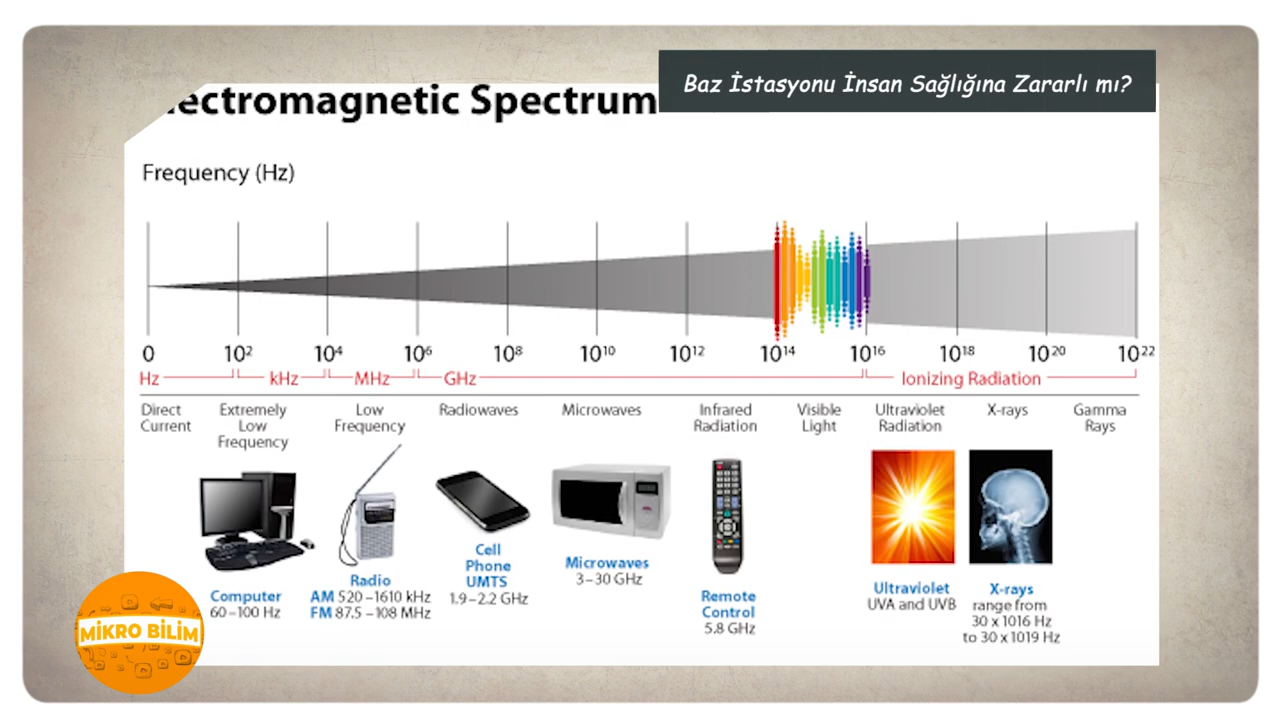 Baz İstasyonu İnsan Sağlığına Zararlı mı?
ectromagnetic Spectrum
Frequency (Hz)
0 10² 10⁴ 10⁶ 10⁸ 10¹⁰ 10¹² 10¹⁴ 10¹⁶ 10¹⁸ 10²⁰ 10²²
Hz kHz MHz GHz Ionizing Radiation
Direct
Current
Extremely
Low
Frequency
Low
Frequency
Radiowaves
Microwaves
Infrared
Radiation
Visible
Light
Ultraviolet
Radiation
X-rays
Gamma
Rays
Computer
60–100 Hz
Radio
AM 520–1610 kHz
FM 87.5–108 MHz
Cell
Phone
UMTS
1.9–2.2 GHz
Microwaves
3–30 GHz
Remote
Control
5.8 GHz
Ultraviolet
UVA and UVB
X-rays
range from
30 x 1016 Hz
to 30 x 1019 Hz
MİKRO BİLİM